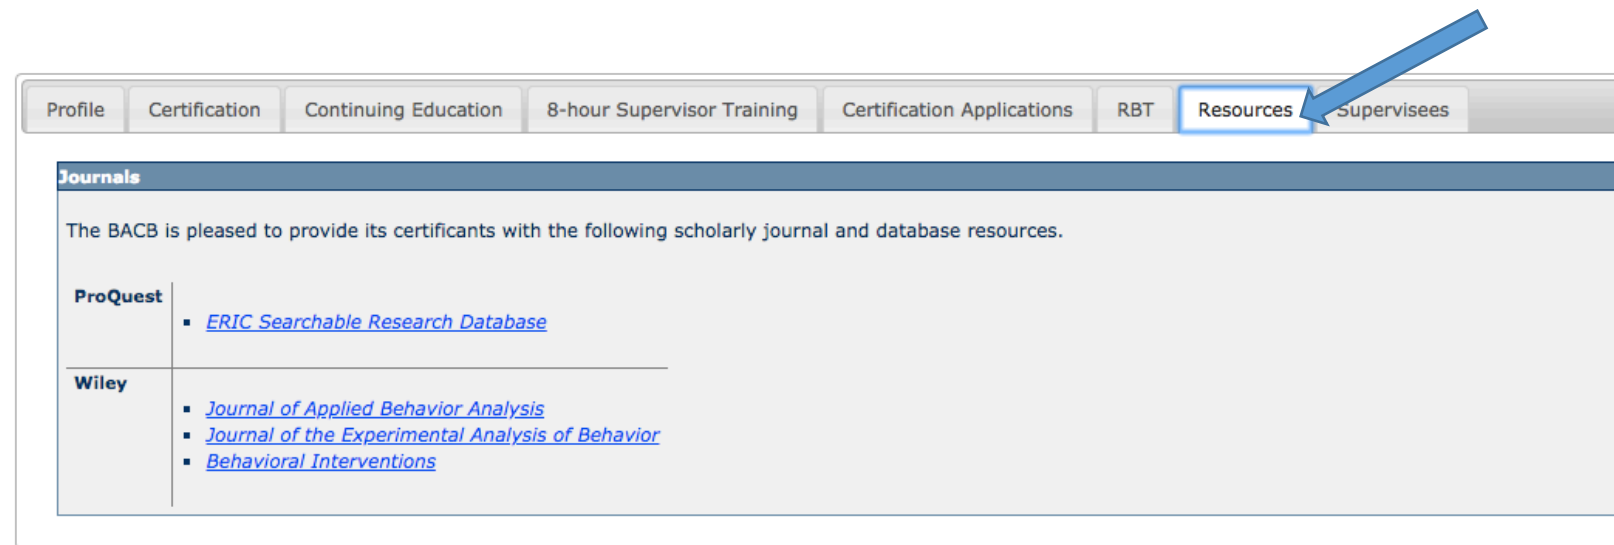 Profile Certification Continuing Education 8-hour Supervisor Training Certification Applications RBT Resources Supervisees
Journals
The BACB is pleased to provide its certificants with the following scholarly journal and database resources.
ProQuest
ERIC Searchable Research Database
Wiley
Journal of Applied Behavior Analysis
Journal of the Experimental Analysis of Behavior
Behavioral Interventions